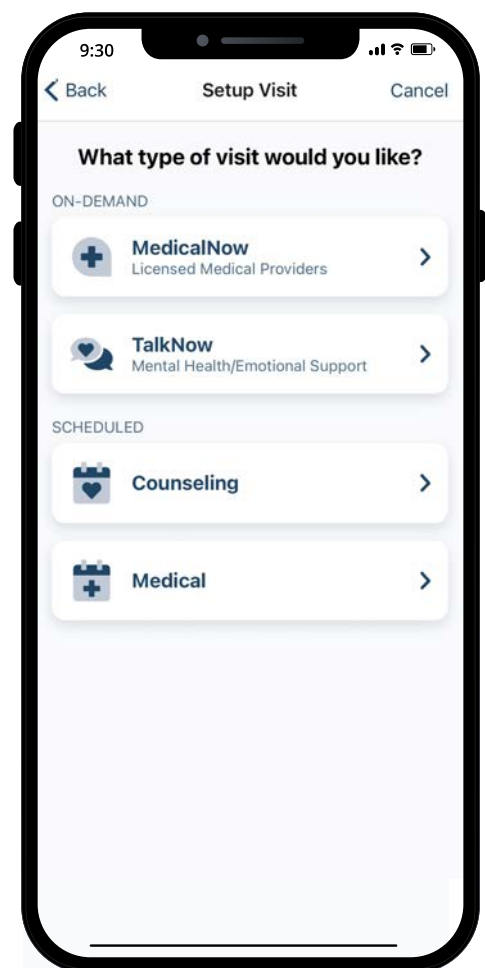 9:30
Back Setup Visit Cancel
What type of visit would you like?
ON-DEMAND
MedicalNow
Licensed Medical Providers
TalkNow
Mental Health/Emotional Support
SCHEDULED
Counseling
Medical